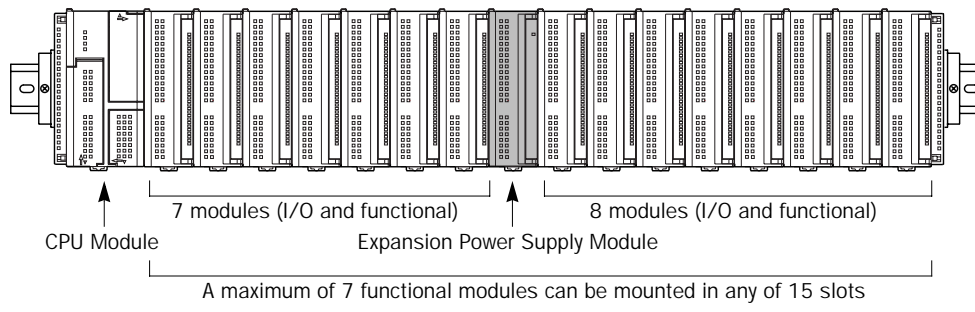 7 modules (I/O and functional)
8 modules (I/O and functional)
CPU Module
Expansion Power Supply Module
A maximum of 7 functional modules can be mounted in any of 15 slots